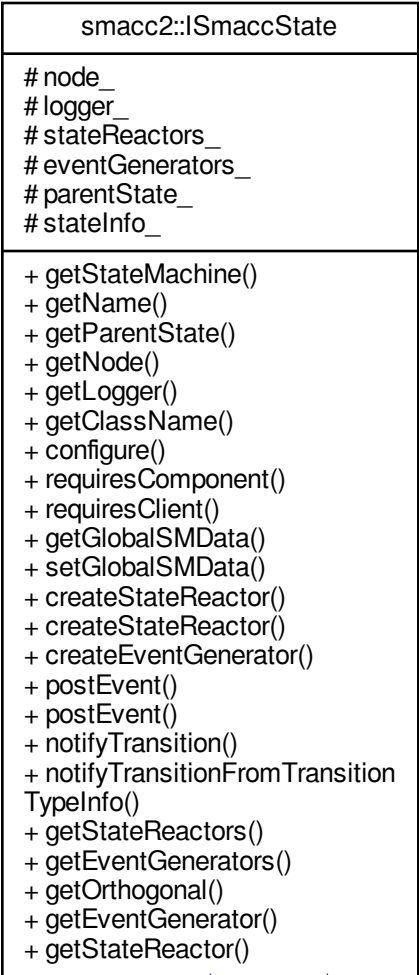 smacc2::ISmaccState
# node_
# logger_
# stateReactors_
# eventGenerators_
# parentState_
# stateInfo_
+ getStateMachine()
+ getName()
+ getParentState()
+ getNode()
+ getLogger()
+ getClassName()
+ configure()
+ requiresComponent()
+ requiresClient()
+ getGlobalSMData()
+ setGlobalSMData()
+ createStateReactor()
+ createStateReactor()
+ createEventGenerator()
+ postEvent()
+ postEvent()
+ notifyTransition()
+ notifyTransitionFromTransition
TypeInfo()
+ getStateReactors()
+ getEventGenerators()
+ getOrthogonal()
+ getEventGenerator()
+ getStateReactor()